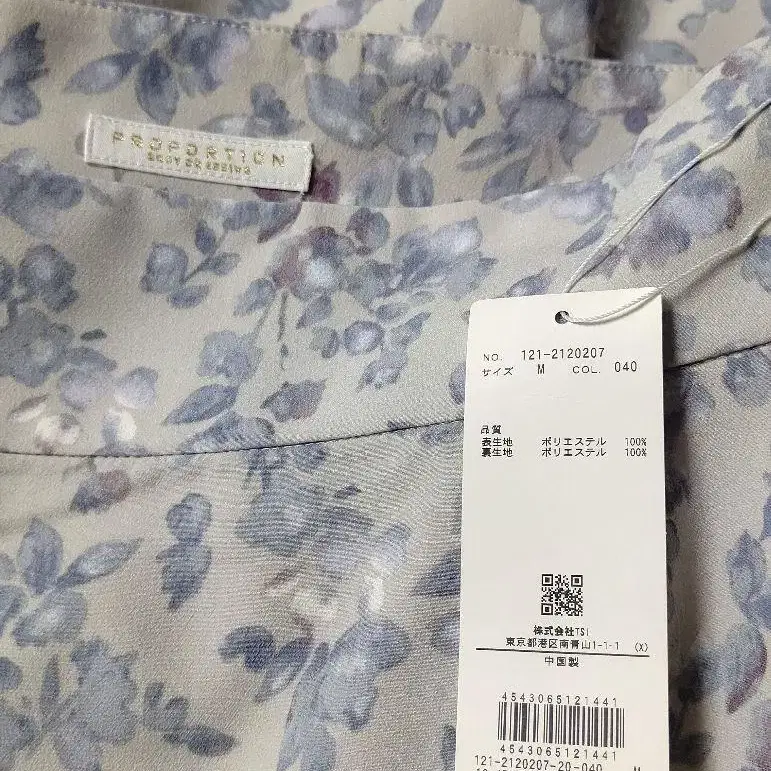 PROPORTION
BODY DRESSING
NO. 121-2120207
サイズ M COL. 040
品質
表生地 ポリエステル 100%
裏生地 ポリエステル 100%
株式会社TSI
東京都港区南青山1-1-1 (X)
中国製
4543065121441
4543065121441
121-2120207-20-040 M